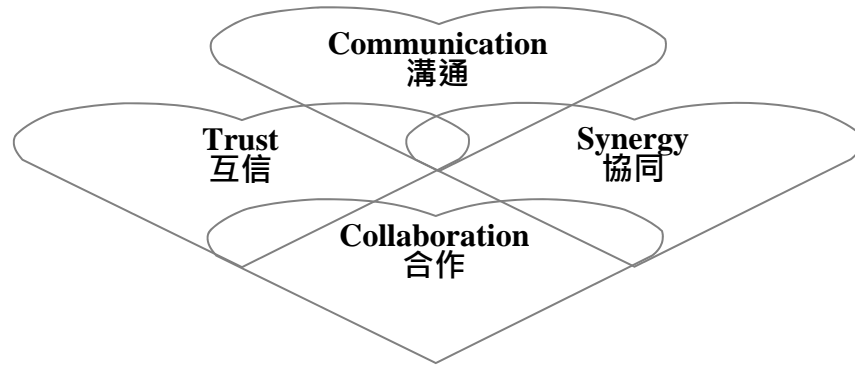 Communication
溝通
Trust
互信
Synergy
協同
Collaboration
合作